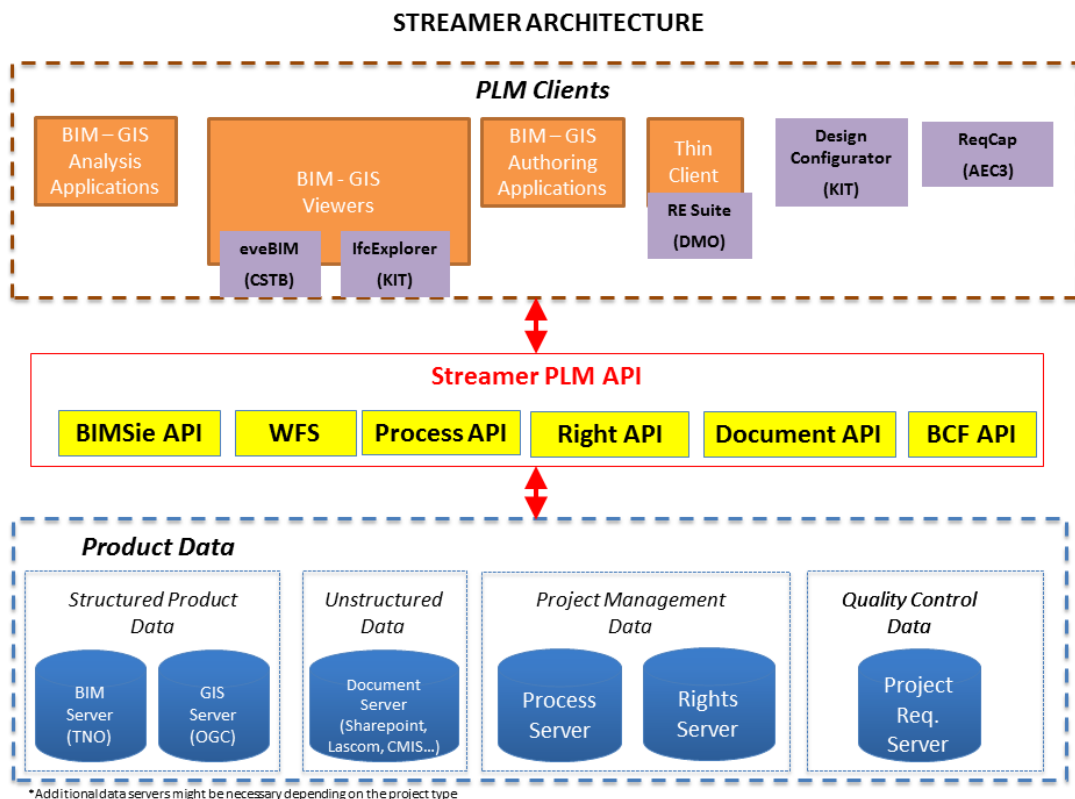 STREAMER ARCHITECTURE
PLM Clients
BIM – GIS
Analysis
Applications
BIM - GIS
Viewers
eveBIM
(CSTB)
IfcExplorer
(KIT)
BIM – GIS
Authoring
Applications
Thin
Client
RE Suite
(DMO)
Design
Configurator
(KIT)
ReqCap
(AEC3)
Streamer PLM API
BIMSie API
WFS
Process API
Right API
Document API
BCF API
Product Data
Structured Product
Data
BIM
Server
(TNO)
GIS
Server
(OGC)
Unstructured
Data
Document
Server
(Sharepoint,
Lascom, CMIS...)
Project Management
Data
Process
Server
Rights
Server
Quality Control
Data
Project
Req.
Server
*Additional data servers might be necessary depending on the project type